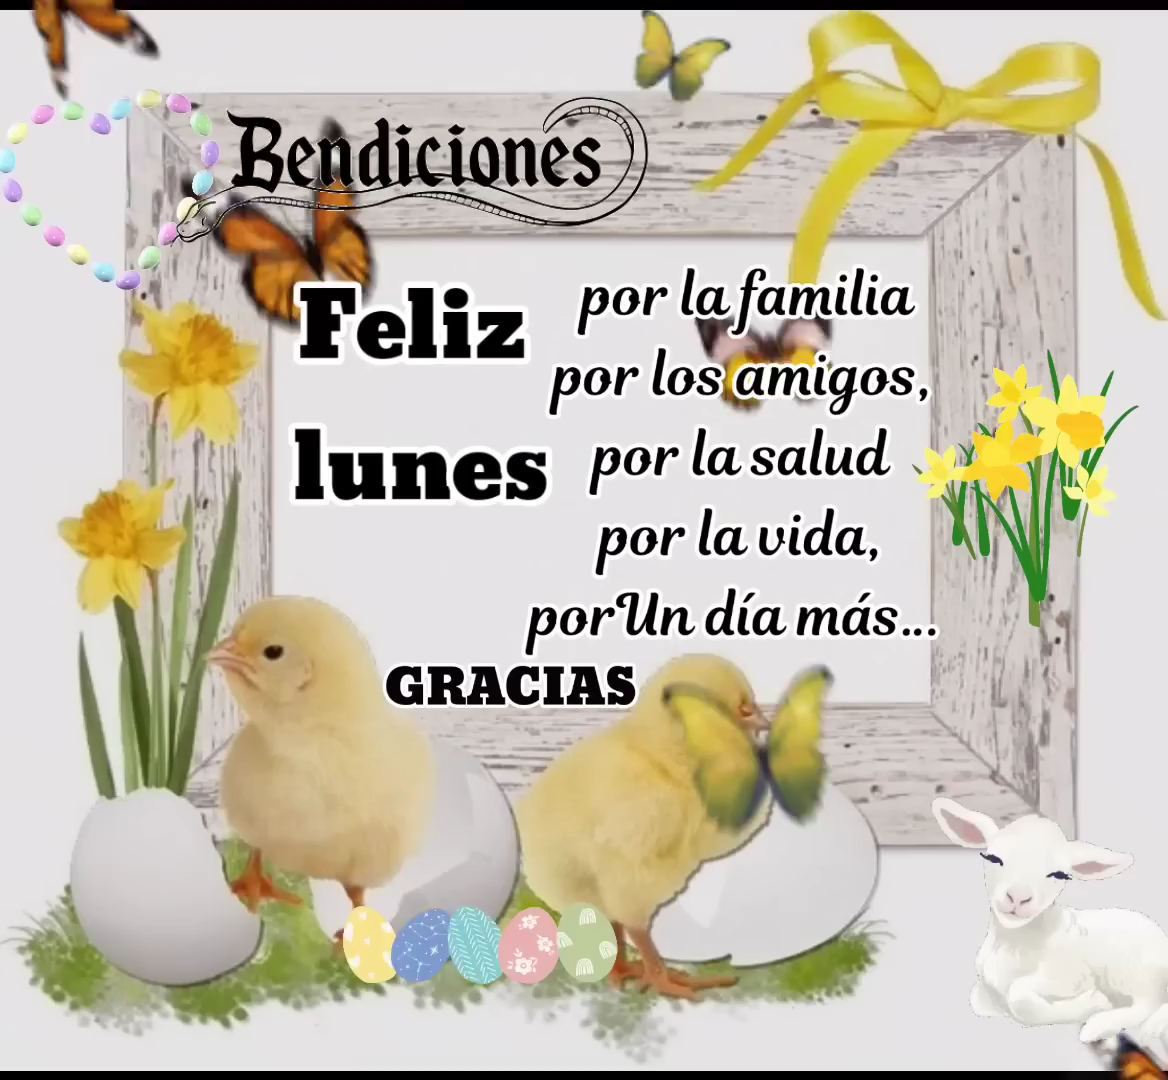 Bendiciones
Feliz
lunes
por la familia
por los amigos,
por la salud
por la vida,
porUn día más...
GRACIAS